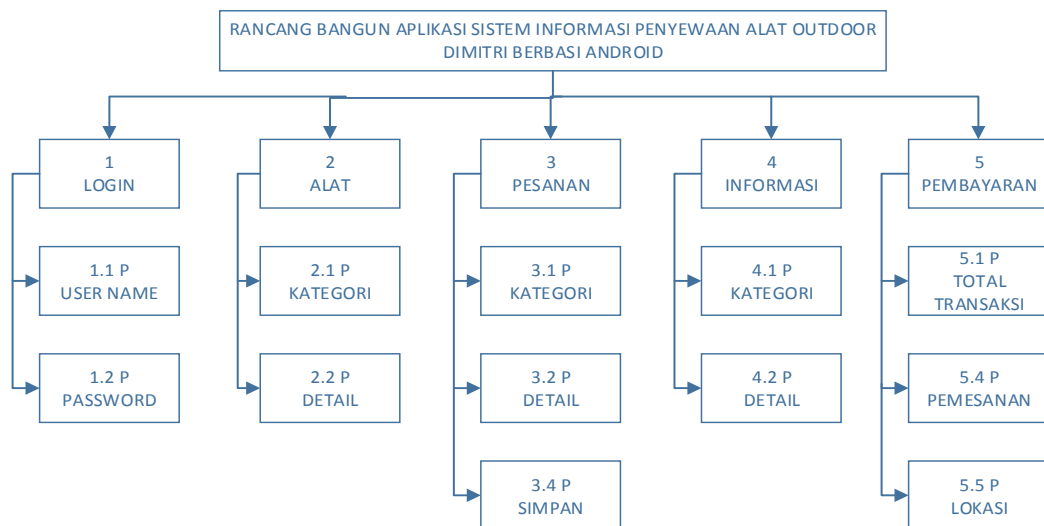 RANCANG BANGUN APLIKASI SISTEM INFORMASI PENYEWAAN ALAT OUTDOOR
DIMITRI BERBASI ANDROID
1
LOGIN
2
ALAT
3
PESANAN
4
INFORMASI
5
PEMBAYARAN
1.1 P
USER NAME
2.1 P
KATEGORI
3.1 P
KATEGORI
4.1 P
KATEGORI
5.1 P
TOTAL
TRANSAKSI
1.2 P
PASSWORD
2.2 P
DETAIL
3.2 P
DETAIL
4.2 P
DETAIL
5.4 P
PEMESANAN
3.4 P
SIMPAN
5.5 P
LOKASI